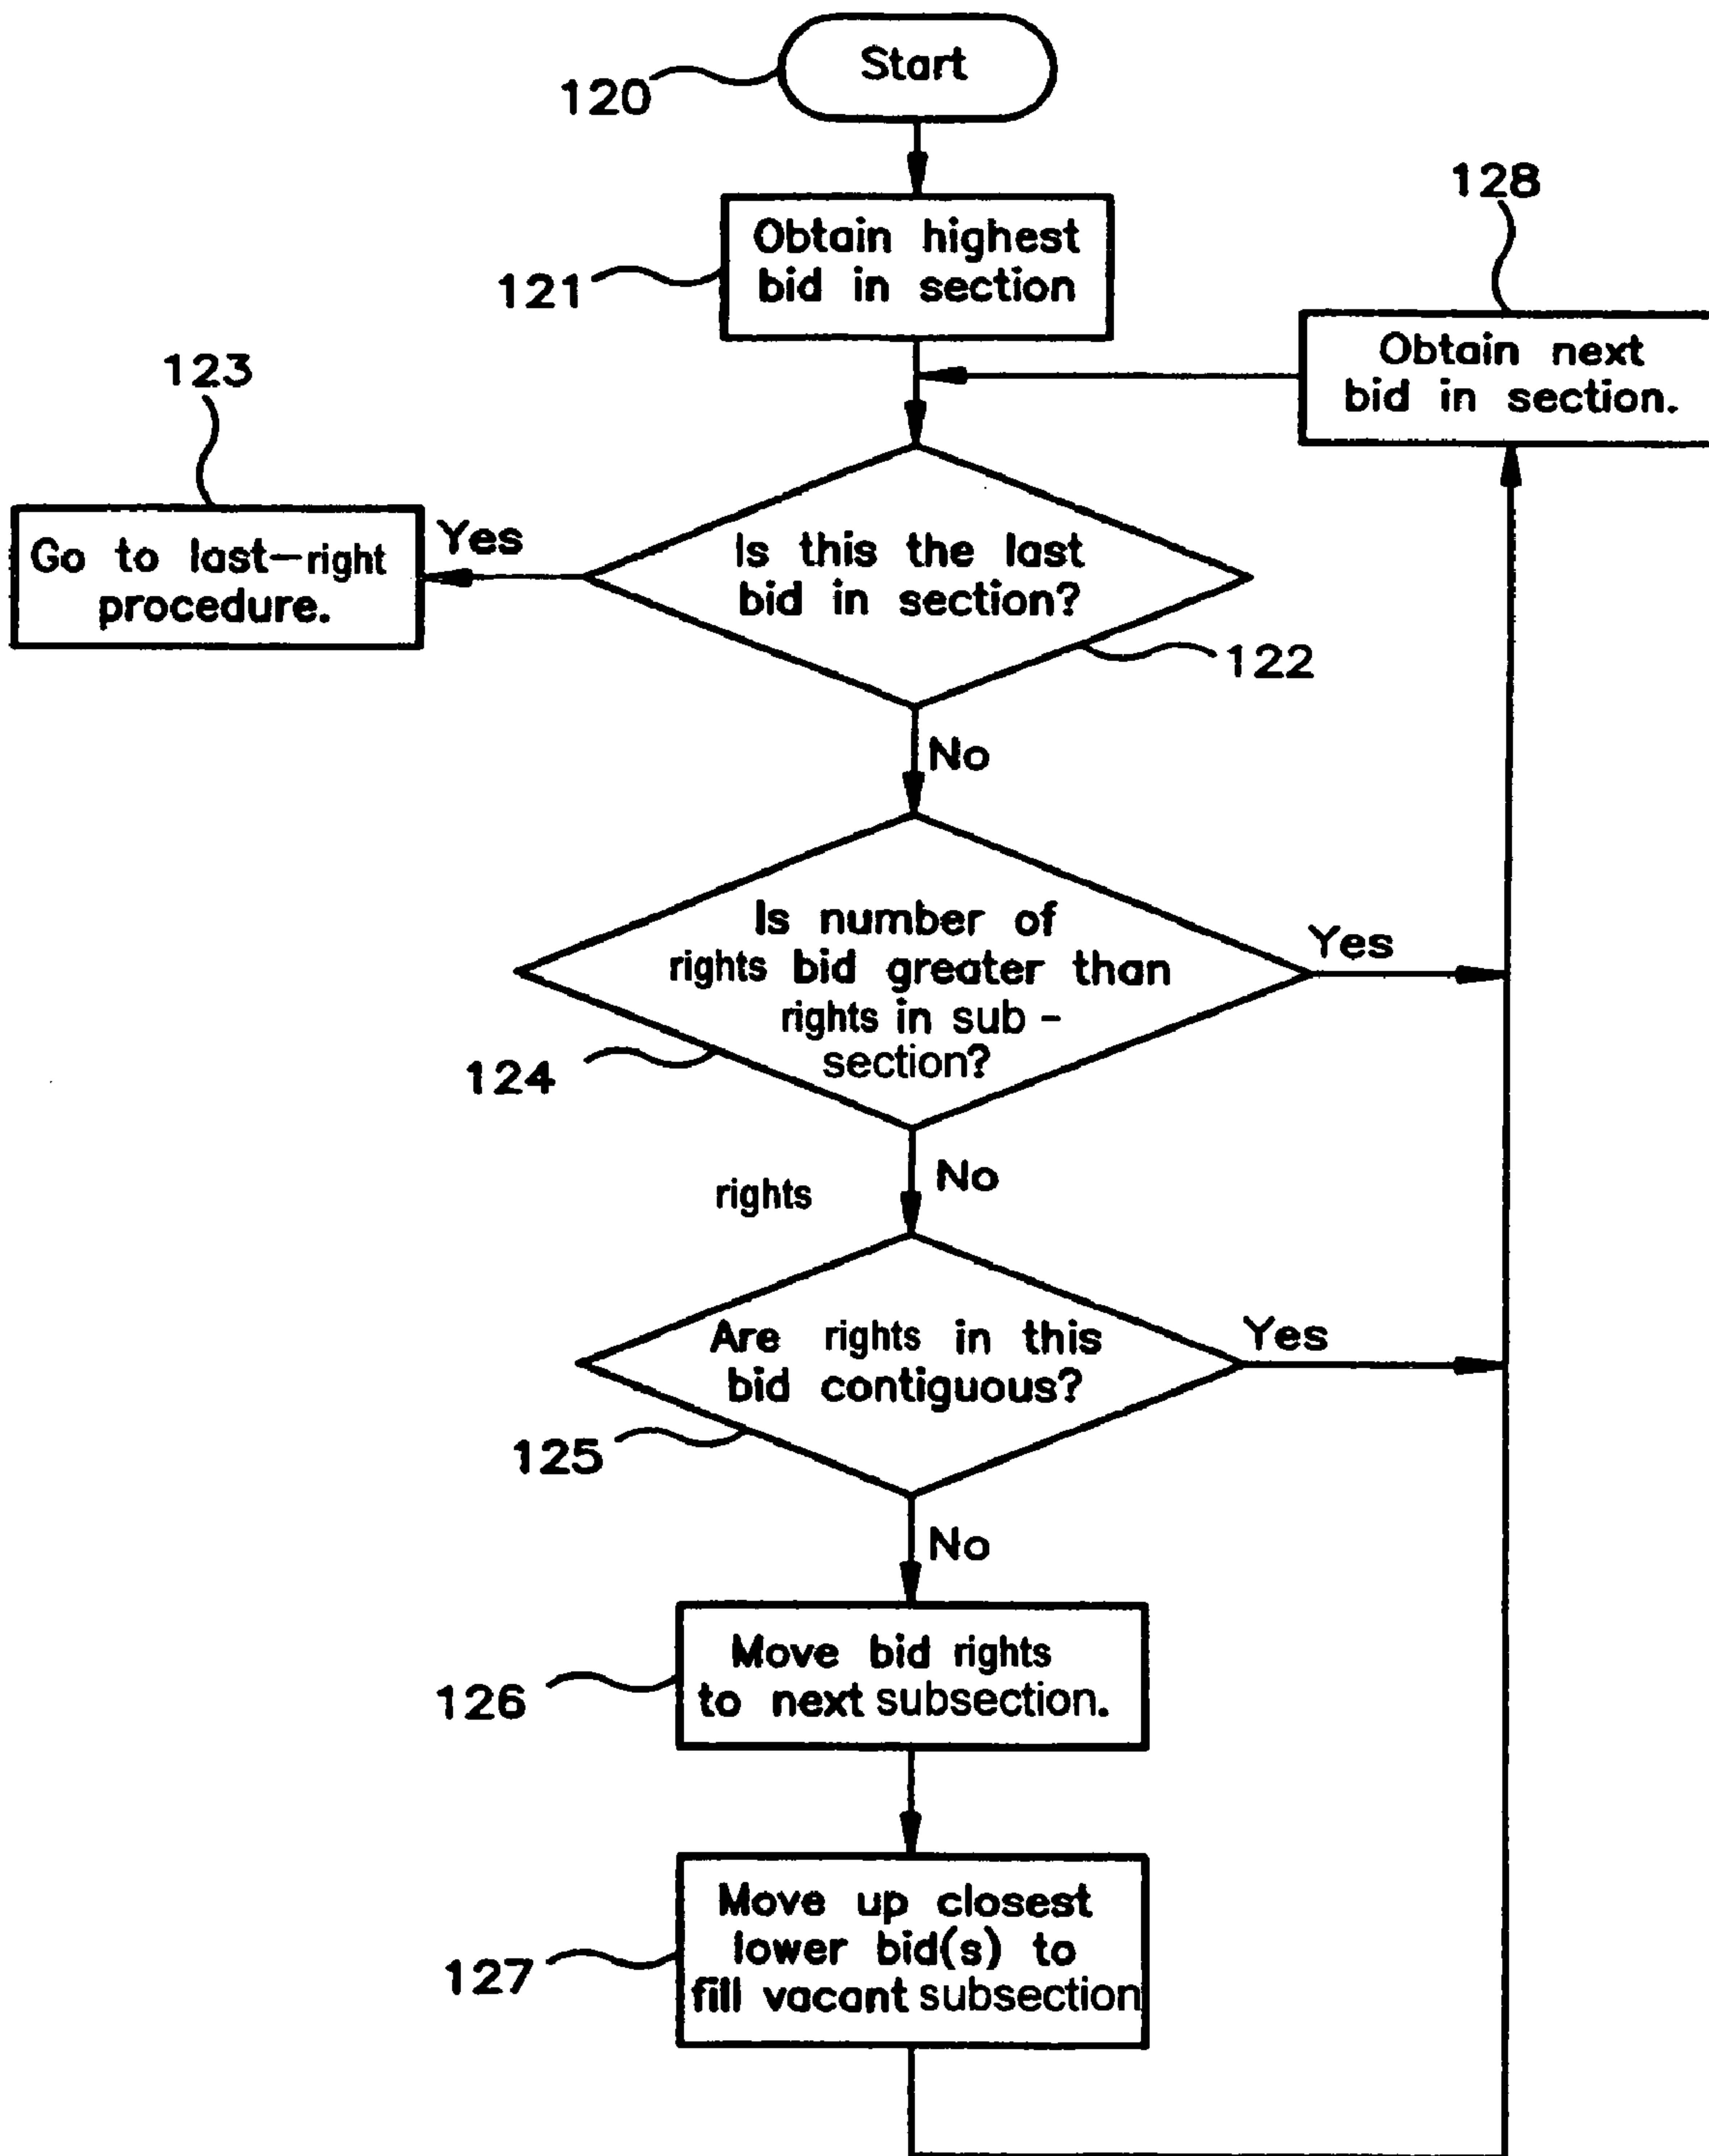 Start
120
Obtain highest
bid in section
121
128
Obtain next
bid in section.
123
Go to last-right
procedure.
Yes
Is this the last
bid in section?
122
No
Is number of
rights bid greater than
rights in sub-
section?
Yes
124
No
rights
Are rights in this
bid contiguous?
Yes
125
No
Move bid rights
to next subsection.
126
Move up closest
lower bid(s) to
fill vacant subsection
127